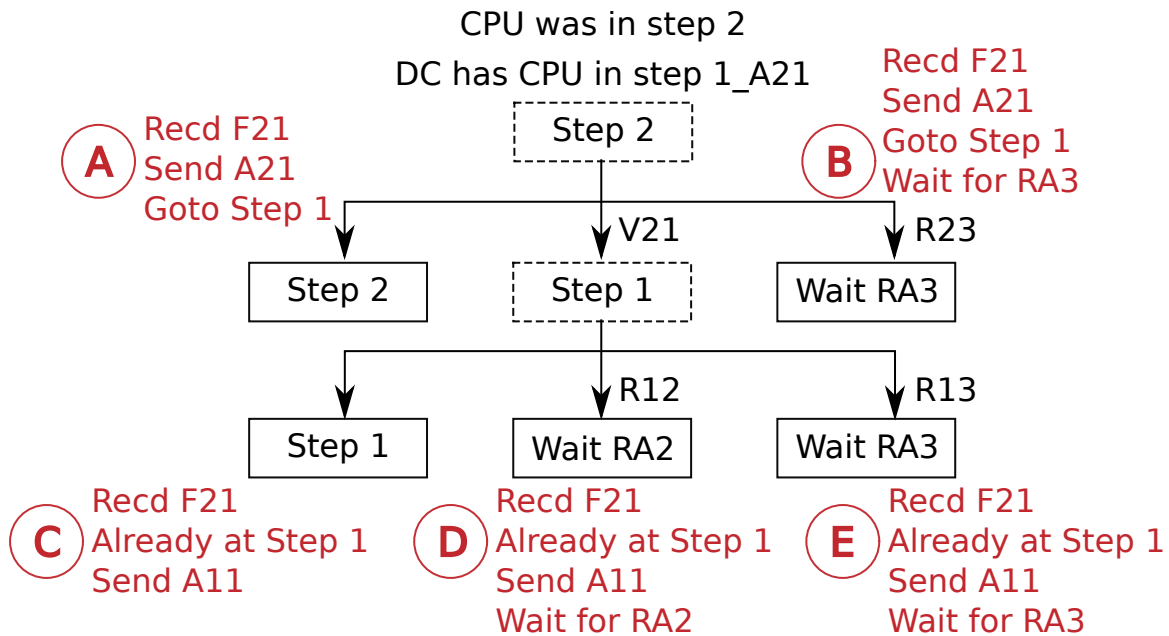 CPU was in step 2
DC has CPU in step 1_A21
Step 2
A
Recd F21
Send A21
Goto Step 1
B
Recd F21
Send A21
Goto Step 1
Wait for RA3
V21
R23
Step 2
Step 1
Wait RA3
R12
R13
Step 1
Wait RA2
Wait RA3
C
Recd F21
Already at Step 1
Send A11
D
Recd F21
Already at Step 1
Send A11
Wait for RA2
E
Recd F21
Already at Step 1
Send A11
Wait for RA3